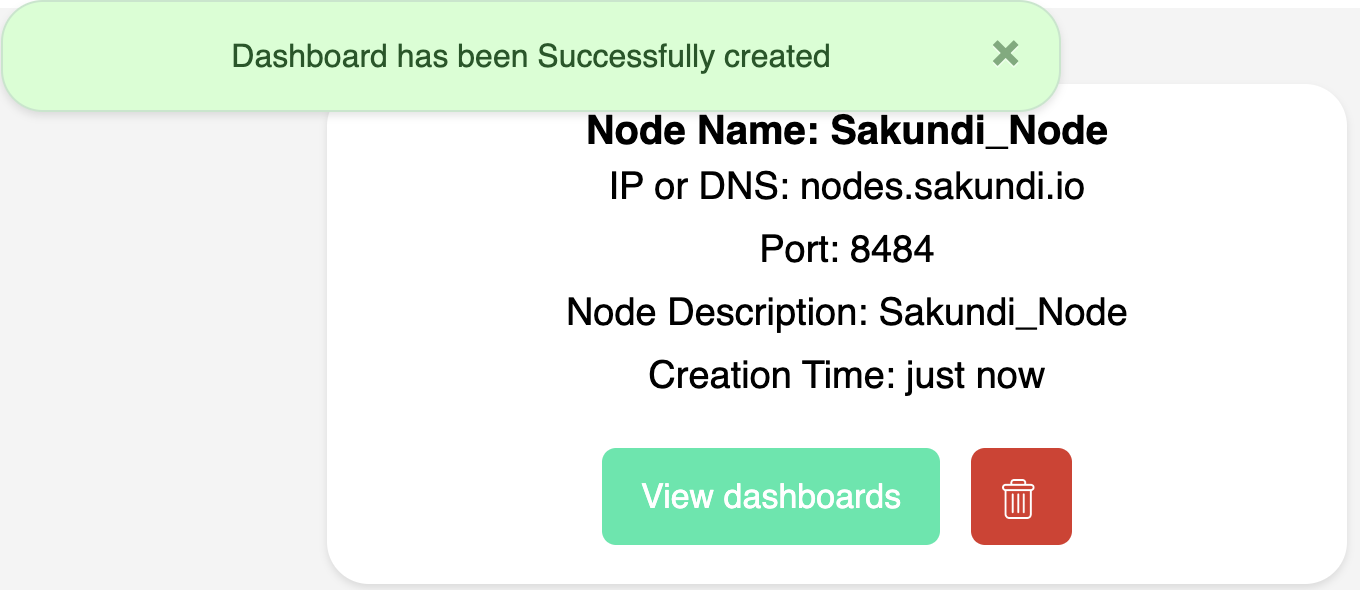 Dashboard has been Successfully created ×
Node Name: Sakundi_Node
IP or DNS: nodes.sakundi.io
Port: 8484
Node Description: Sakundi_Node
Creation Time: just now
View dashboards